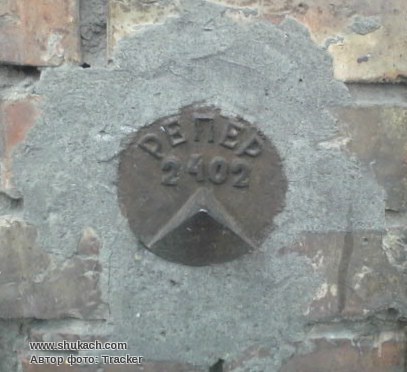 РЕПЕР
2402
www.shukach.com
Автор фото: Tracker